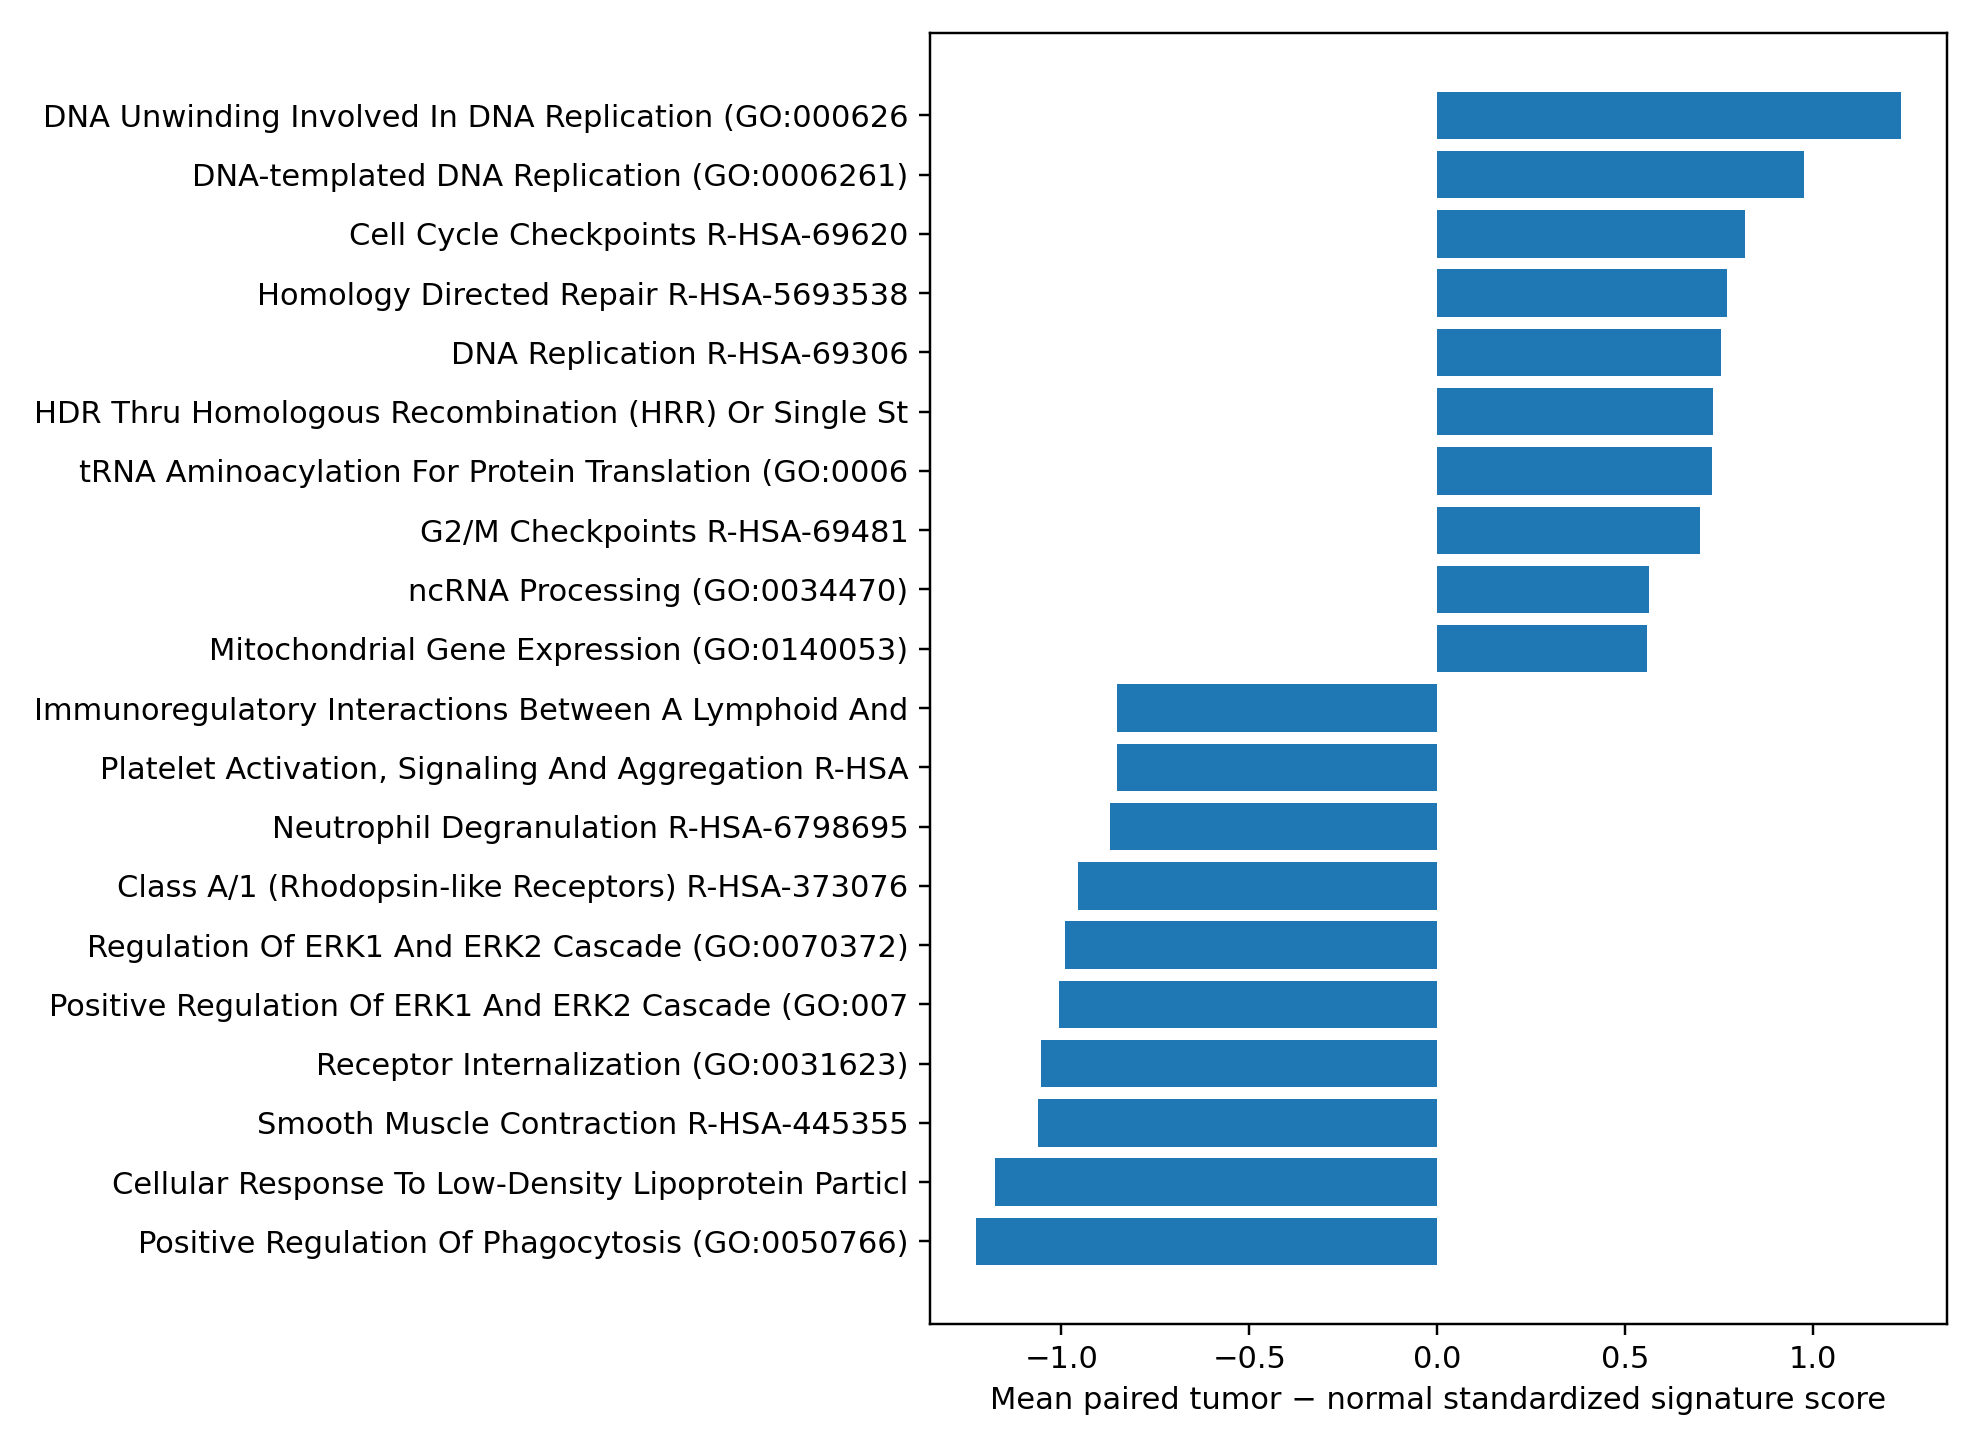 DNA Unwinding Involved In DNA Replication (GO:000626
DNA-templated DNA Replication (GO:0006261)
Cell Cycle Checkpoints R-HSA-69620
Homology Directed Repair R-HSA-5693538
DNA Replication R-HSA-69306
HDR Thru Homologous Recombination (HRR) Or Single St
tRNA Aminoacylation For Protein Translation (GO:0006
G2/M Checkpoints R-HSA-69481
ncRNA Processing (GO:0034470)
Mitochondrial Gene Expression (GO:0140053)
Immunoregulatory Interactions Between A Lymphoid And
Platelet Activation, Signaling And Aggregation R-HSA
Neutrophil Degranulation R-HSA-6798695
Class A/1 (Rhodopsin-like Receptors) R-HSA-373076
Regulation Of ERK1 And ERK2 Cascade (GO:0070372)
Positive Regulation Of ERK1 And ERK2 Cascade (GO:007
Receptor Internalization (GO:0031623)
Smooth Muscle Contraction R-HSA-445355
Cellular Response To Low-Density Lipoprotein Particl
Positive Regulation Of Phagocytosis (GO:0050766)
−1.0 −0.5 0.0 0.5 1.0
Mean paired tumor − normal standardized signature score